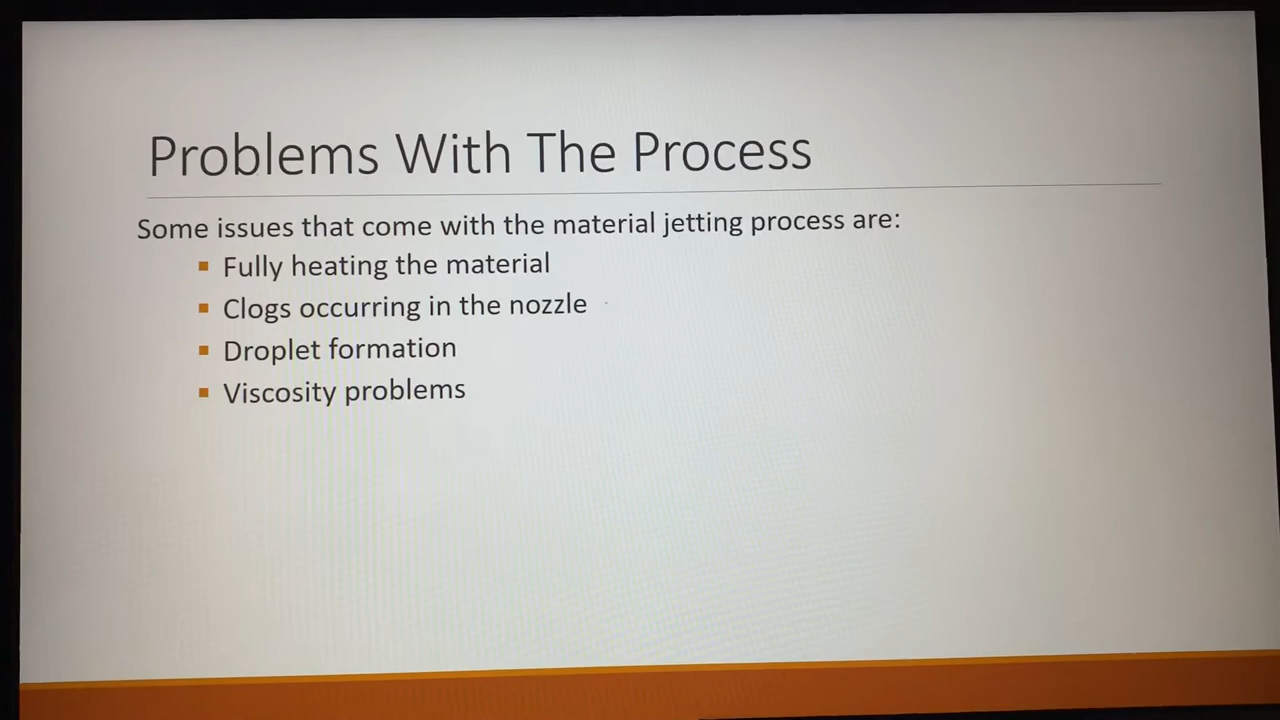 Problems With The Process
Some issues that come with the material jetting process are:
Fully heating the material
Clogs occurring in the nozzle
Droplet formation
Viscosity problems